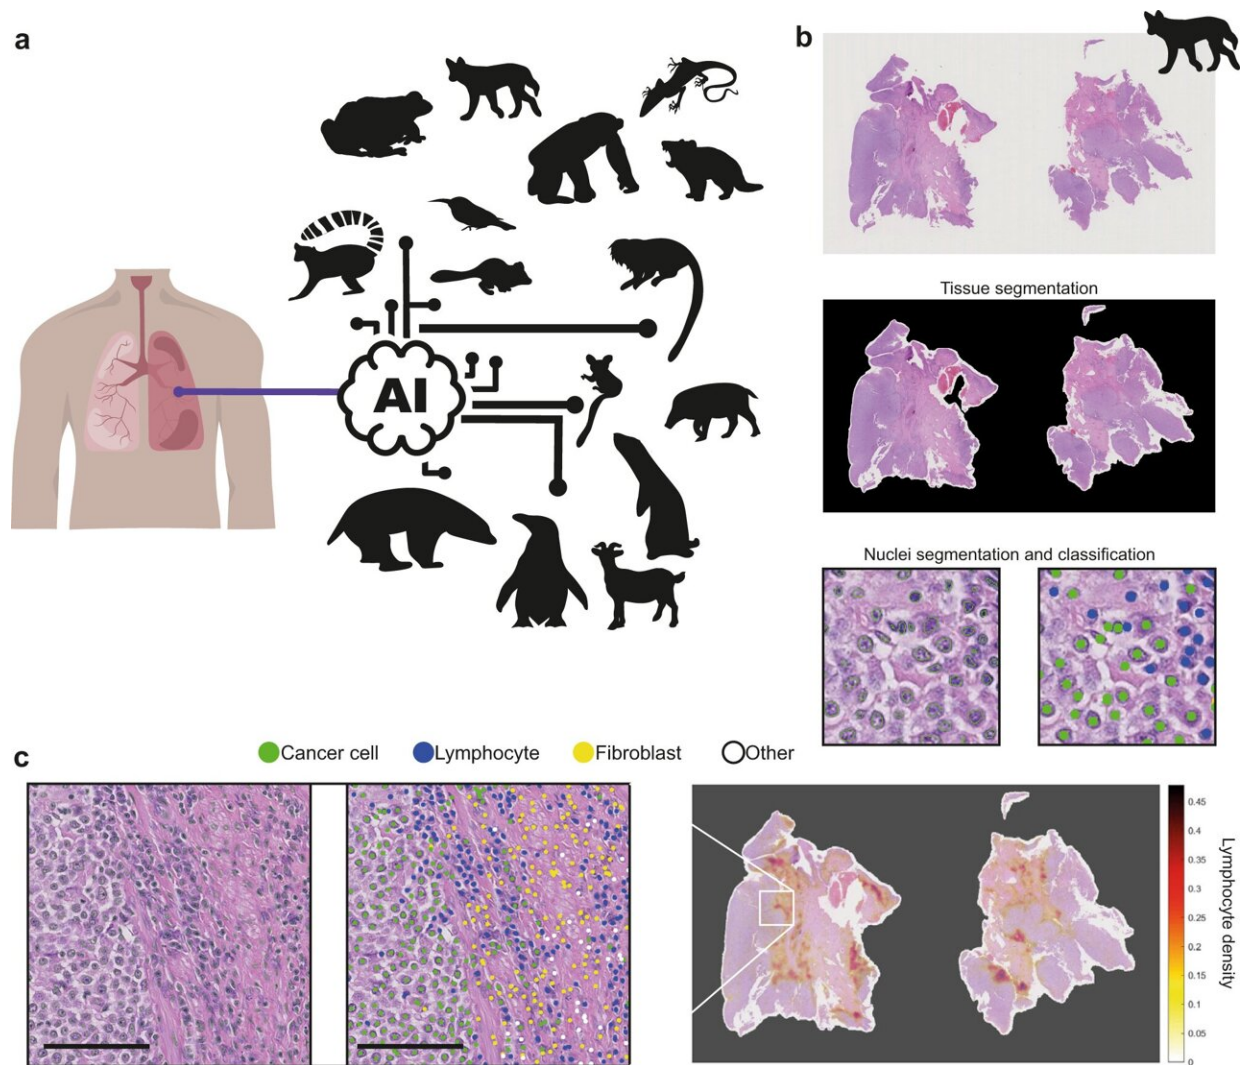 a
b
AI
Tissue segmentation
Nuclei segmentation and classification
c
Cancer cell
Lymphocyte
Fibroblast
Other
0.45
0.4
0.35
0.3
0.25
0.2
0.15
0.1
0.05
0
Lymphocyte density